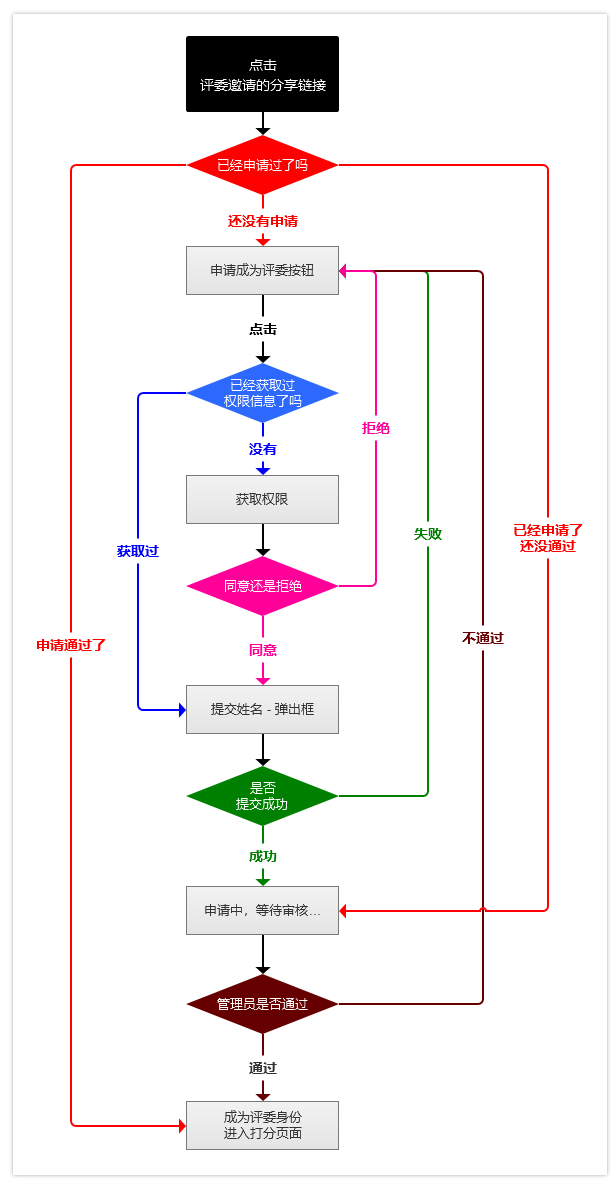 点击
评委邀请的分享链接
已经申请过了吗
还没有申请
申请成为评委按钮
点击
已经获取过
权限信息了吗
拒绝
没有
获取权限
失败
已经申请了
还没通过
获取过
同意还是拒绝
不通过
申请通过了
同意
提交姓名 - 弹出框
是否
提交成功
成功
申请中，等待审核...
管理员是否通过
通过
成为评委身份
进入打分页面